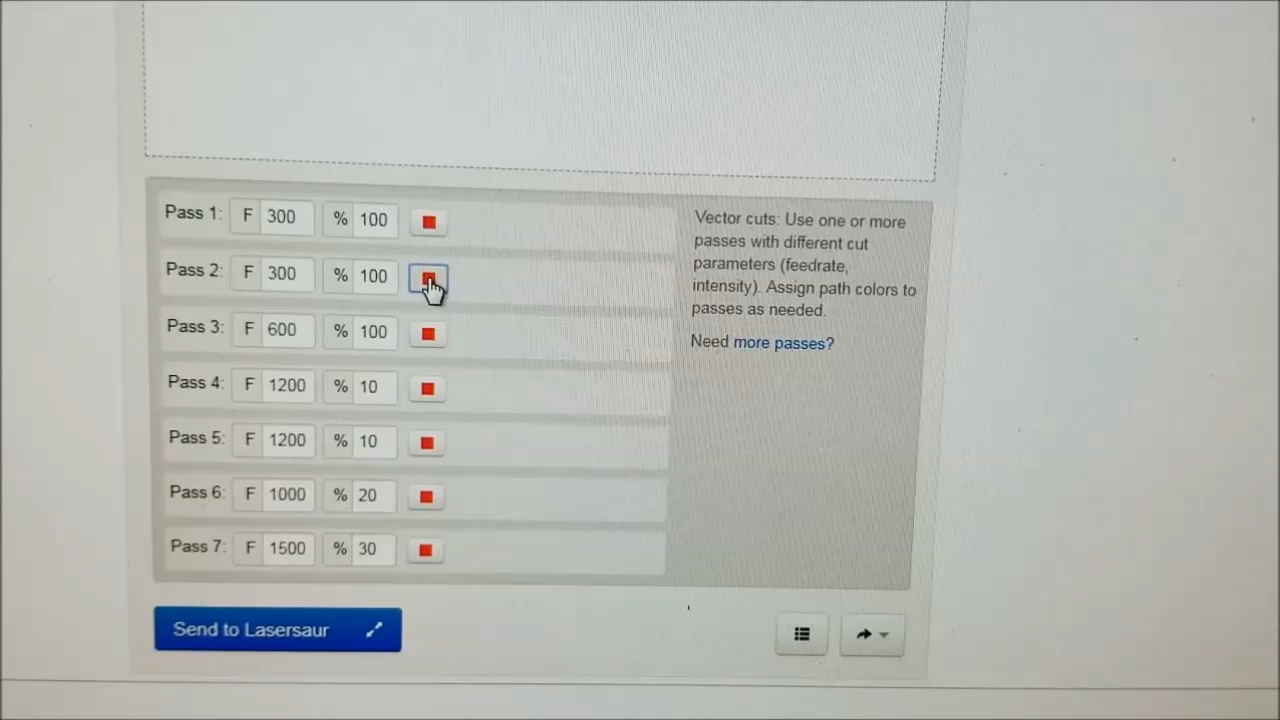 Pass 1: F 300 % 100
Pass 2: F 300 % 100
Pass 3: F 600 % 100
Pass 4: F 1200 % 10
Pass 5: F 1200 % 10
Pass 6: F 1000 % 20
Pass 7: F 1500 % 30
Vector cuts: Use one or more
passes with different cut
parameters (feedrate,
intensity). Assign path colors to
passes as needed.
Need more passes?
Send to Lasersaur